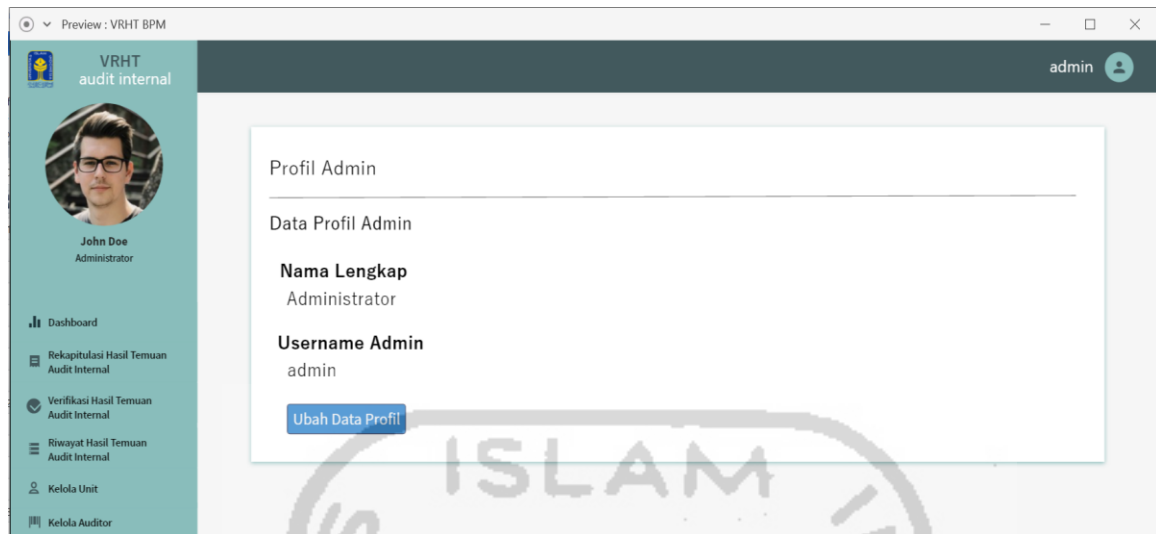 Preview : VRHT BPM
VRHT
audit internal
admin
John Doe
Administrator
Dashboard
Rekapitulasi Hasil Temuan
Audit Internal
Verifikasi Hasil Temuan
Audit Internal
Riwayat Hasil Temuan
Audit Internal
Kelola Unit
Kelola Auditor
Profil Admin
Data Profil Admin
Nama Lengkap
Administrator
Username Admin
admin
Ubah Data Profil
ISLAM